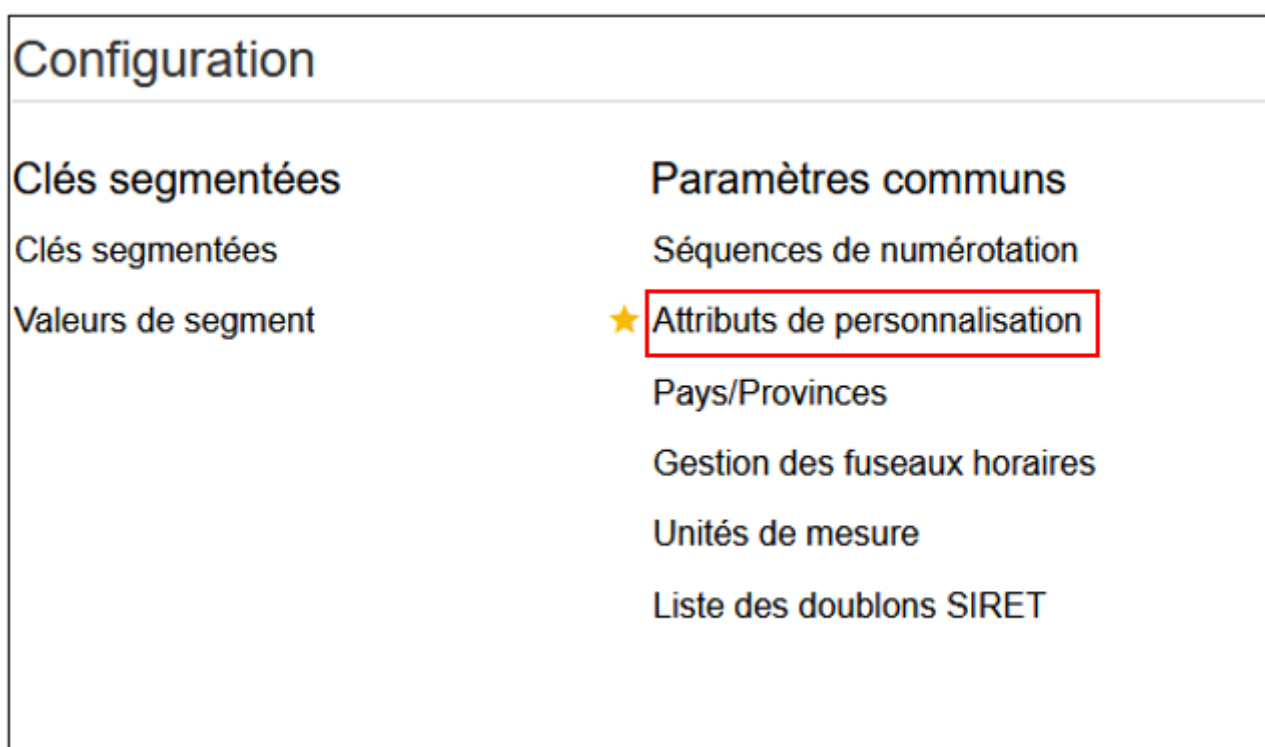 Configuration
Clés segmentées
Clés segmentées
Valeurs de segment
Paramètres communs
Séquences de numérotation
Attributs de personnalisation
Pays/Provinces
Gestion des fuseaux horaires
Unités de mesure
Liste des doublons SIRET